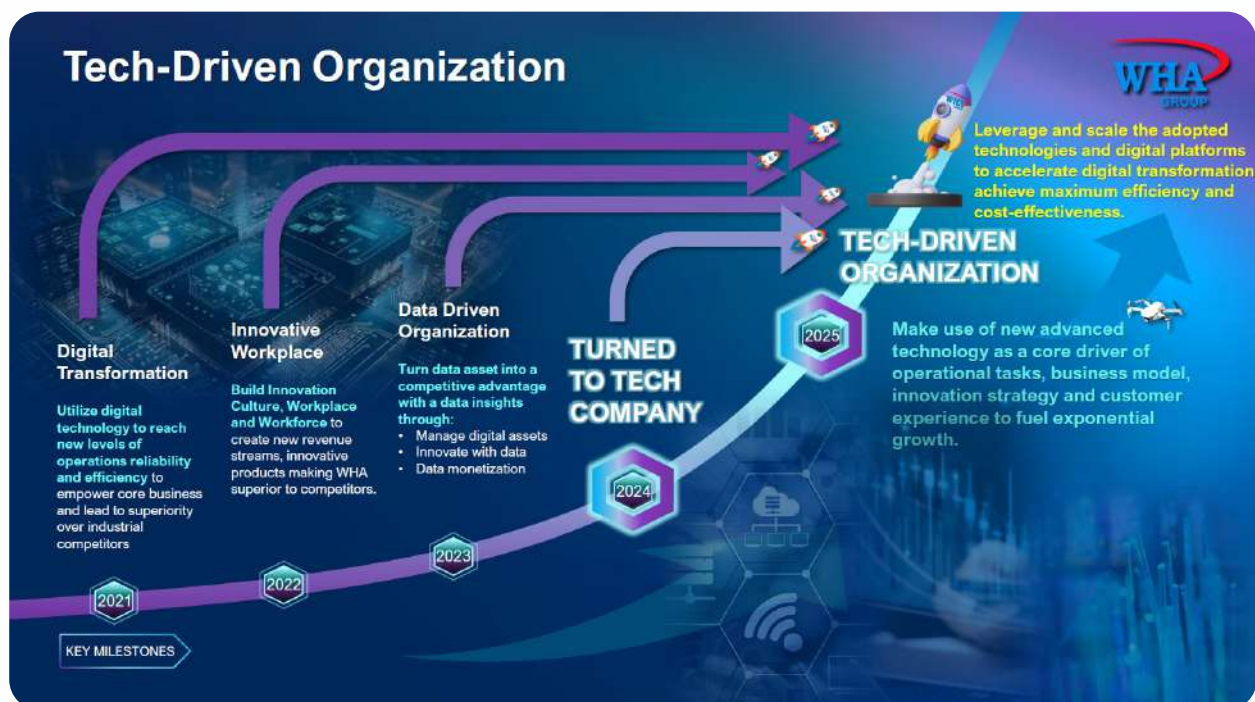 Tech-Driven Organization
WHA
GROUP
Leverage and scale the adopted
technologies and digital platforms
to accelerate digital transformation
achieve maximum efficiency and
cost-effectiveness.
TECH-DRIVEN
ORGANIZATION
2025
Make use of new advanced
technology as a core driver of
operational tasks, business model,
innovation strategy and customer
experience to fuel exponential
growth.
Digital
Transformation
Utilize digital
technology to reach
new levels of
operations reliability
and efficiency to
empower core business
and lead to superiority
over industrial
competitors
2021
Innovative
Workplace
Build Innovation
Culture, Workplace
and Workforce to
create new revenue
streams, innovative
products making WHA
superior to competitors.
2022
Data Driven
Organization
Turn data asset into a
competitive advantage
with a data insights
through:
• Manage digital assets
• Innovate with data
• Data monetization
2023
TURNED
TO TECH
COMPANY
2024
KEY MILESTONES